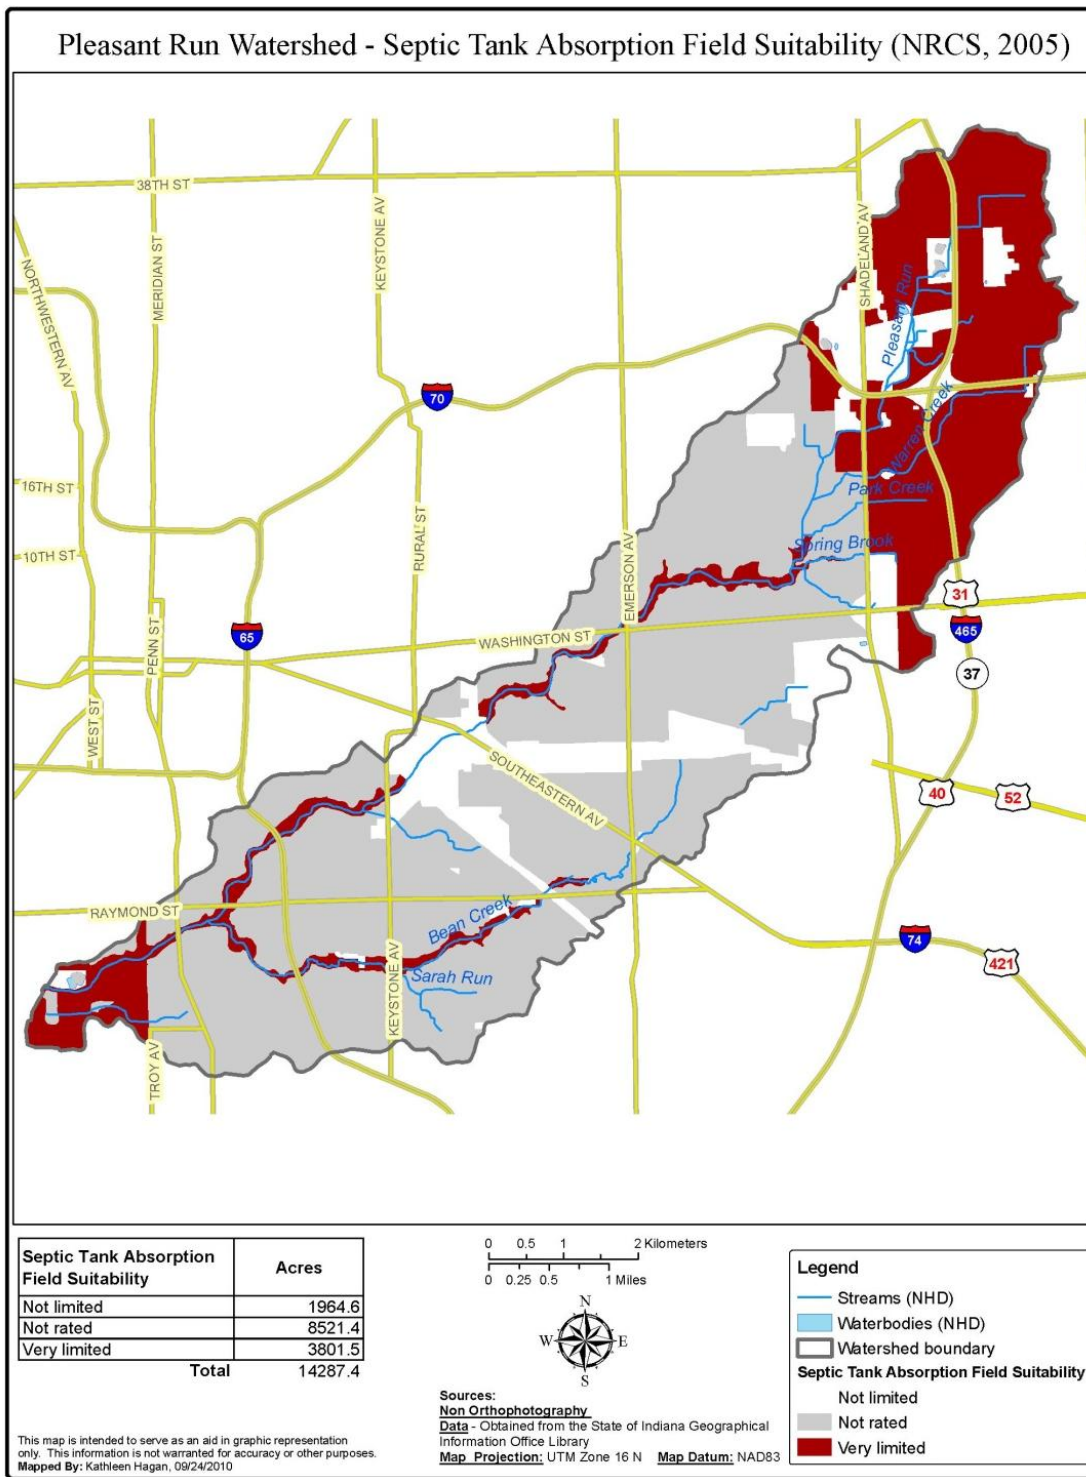 Pleasant Run Watershed - Septic Tank Absorption Field Suitability (NRCS, 2005)
38TH ST
KEYSTONE AV
MERIDIAN ST
NORTHWESTERN AV
SHADELAND AV
Pleasant Run
70
Warren Creek
16TH ST
Park Creek
10TH ST
RURAL ST
EMERSON AV
Spring Brook
31
65
WASHINGTON ST
465
PENN ST
37
WEST ST
SOUTHEASTERN AV
40
52
RAYMOND ST
Bean Creek
74
421
KEYSTONE AV
Sarah Run
TROY AV
Septic Tank Absorption
Field Suitability
Acres
Not limited 1964.6
Not rated 8521.4
Very limited 3801.5
Total 14287.4
This map is intended to serve as an aid in graphic representation
only. This information is not warranted for accuracy or other purposes.
Mapped By: Kathleen Hagan, 09/24/2010
0 0.5 1 2 Kilometers
0 0.25 0.5 1 Miles
N
W E
S
Sources:
Non Orthophotography
Data - Obtained from the State of Indiana Geographical
Information Office Library
Map Projection: UTM Zone 16 N Map Datum: NAD83
Legend
Streams (NHD)
Waterbodies (NHD)
Watershed boundary
Septic Tank Absorption Field Suitability
Not limited
Not rated
Very limited